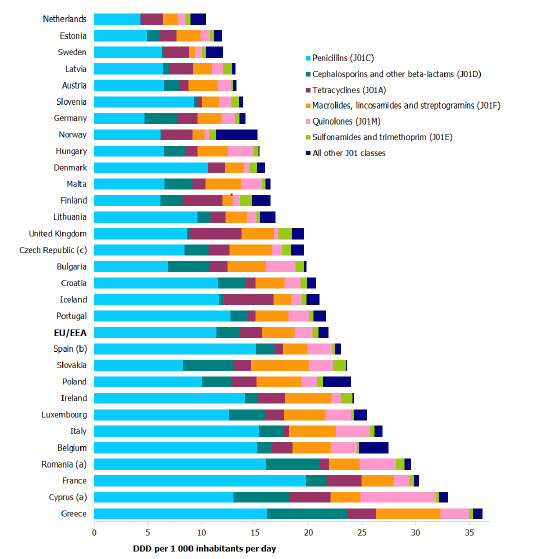 Netherlands
Estonia
Sweden
Latvia
Austria
Slovenia
Germany
Norway
Hungary
Denmark
Malta
Finland
Lithuania
United Kingdom
Czech Republic (c)
Bulgaria
Croatia
Iceland
Portugal
EU/EEA
Spain (b)
Slovakia
Poland
Ireland
Luxembourg
Italy
Belgium
Romania (a)
France
Cyprus (a)
Greece
Penicillins (J01C)
Cephalosporins and other beta-lactams (J01D)
Tetracyclines (J01A)
Macrolides, lincosamides and streptogramins (J01F)
Quinolones (J01M)
Sulfonamides and trimethoprim (J01E)
All other J01 classes
0 5 10 15 20 25 30 35
DDD per 1 000 inhabitants per day